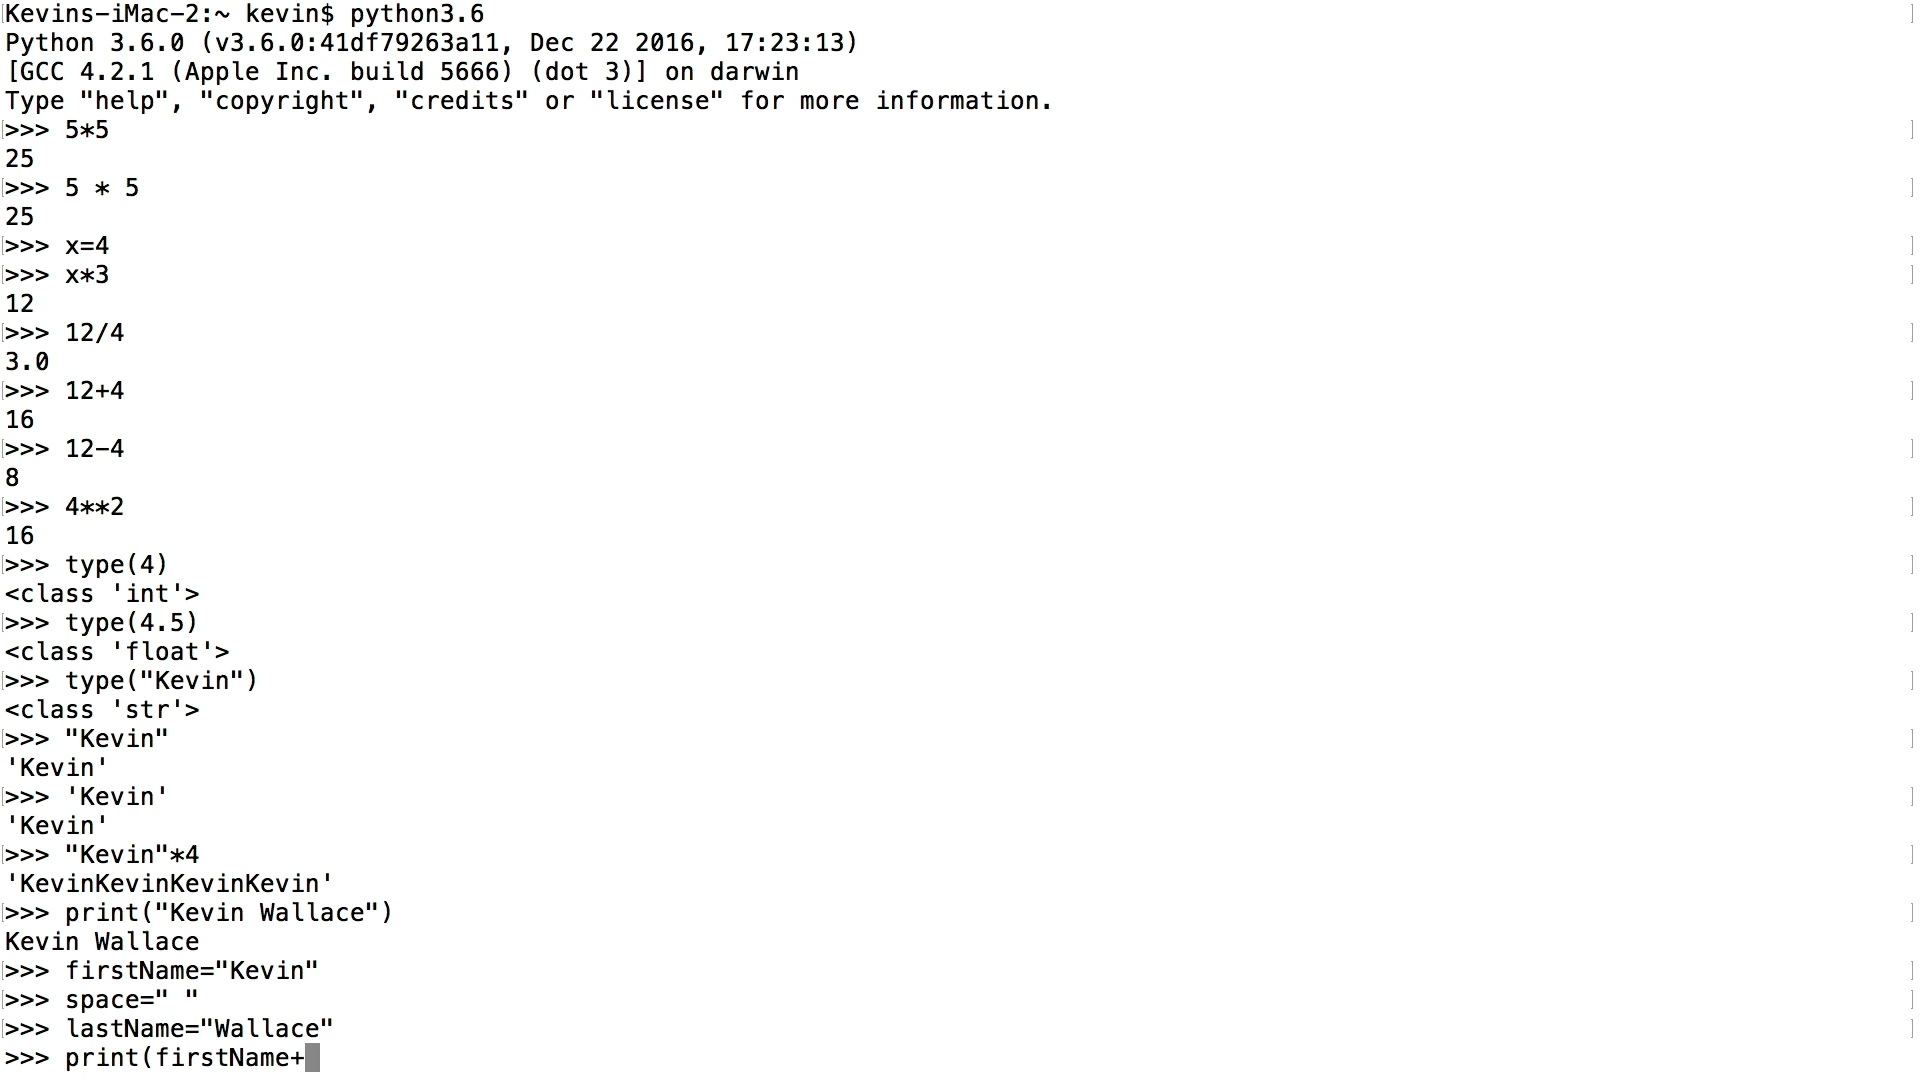 Kevins-iMac-2:~ kevin$ python3.6
Python 3.6.0 (v3.6.0:41df79263a11, Dec 22 2016, 17:23:13)
[GCC 4.2.1 (Apple Inc. build 5666) (dot 3)] on darwin
Type "help", "copyright", "credits" or "license" for more information.
>>> 5*5
25
>>> 5 * 5
25
>>> x=4
>>> x*3
12
>>> 12/4
3.0
>>> 12+4
16
>>> 12-4
8
>>> 4**2
16
>>> type(4)
<class 'int'>
>>> type(4.5)
<class 'float'>
>>> type("Kevin")
<class 'str'>
>>> "Kevin"
'Kevin'
>>> 'Kevin'
'Kevin'
>>> "Kevin"*4
'KevinKevinKevinKevin'
>>> print("Kevin Wallace")
Kevin Wallace
>>> firstName="Kevin"
>>> space=" "
>>> lastName="Wallace"
>>> print(firstName+